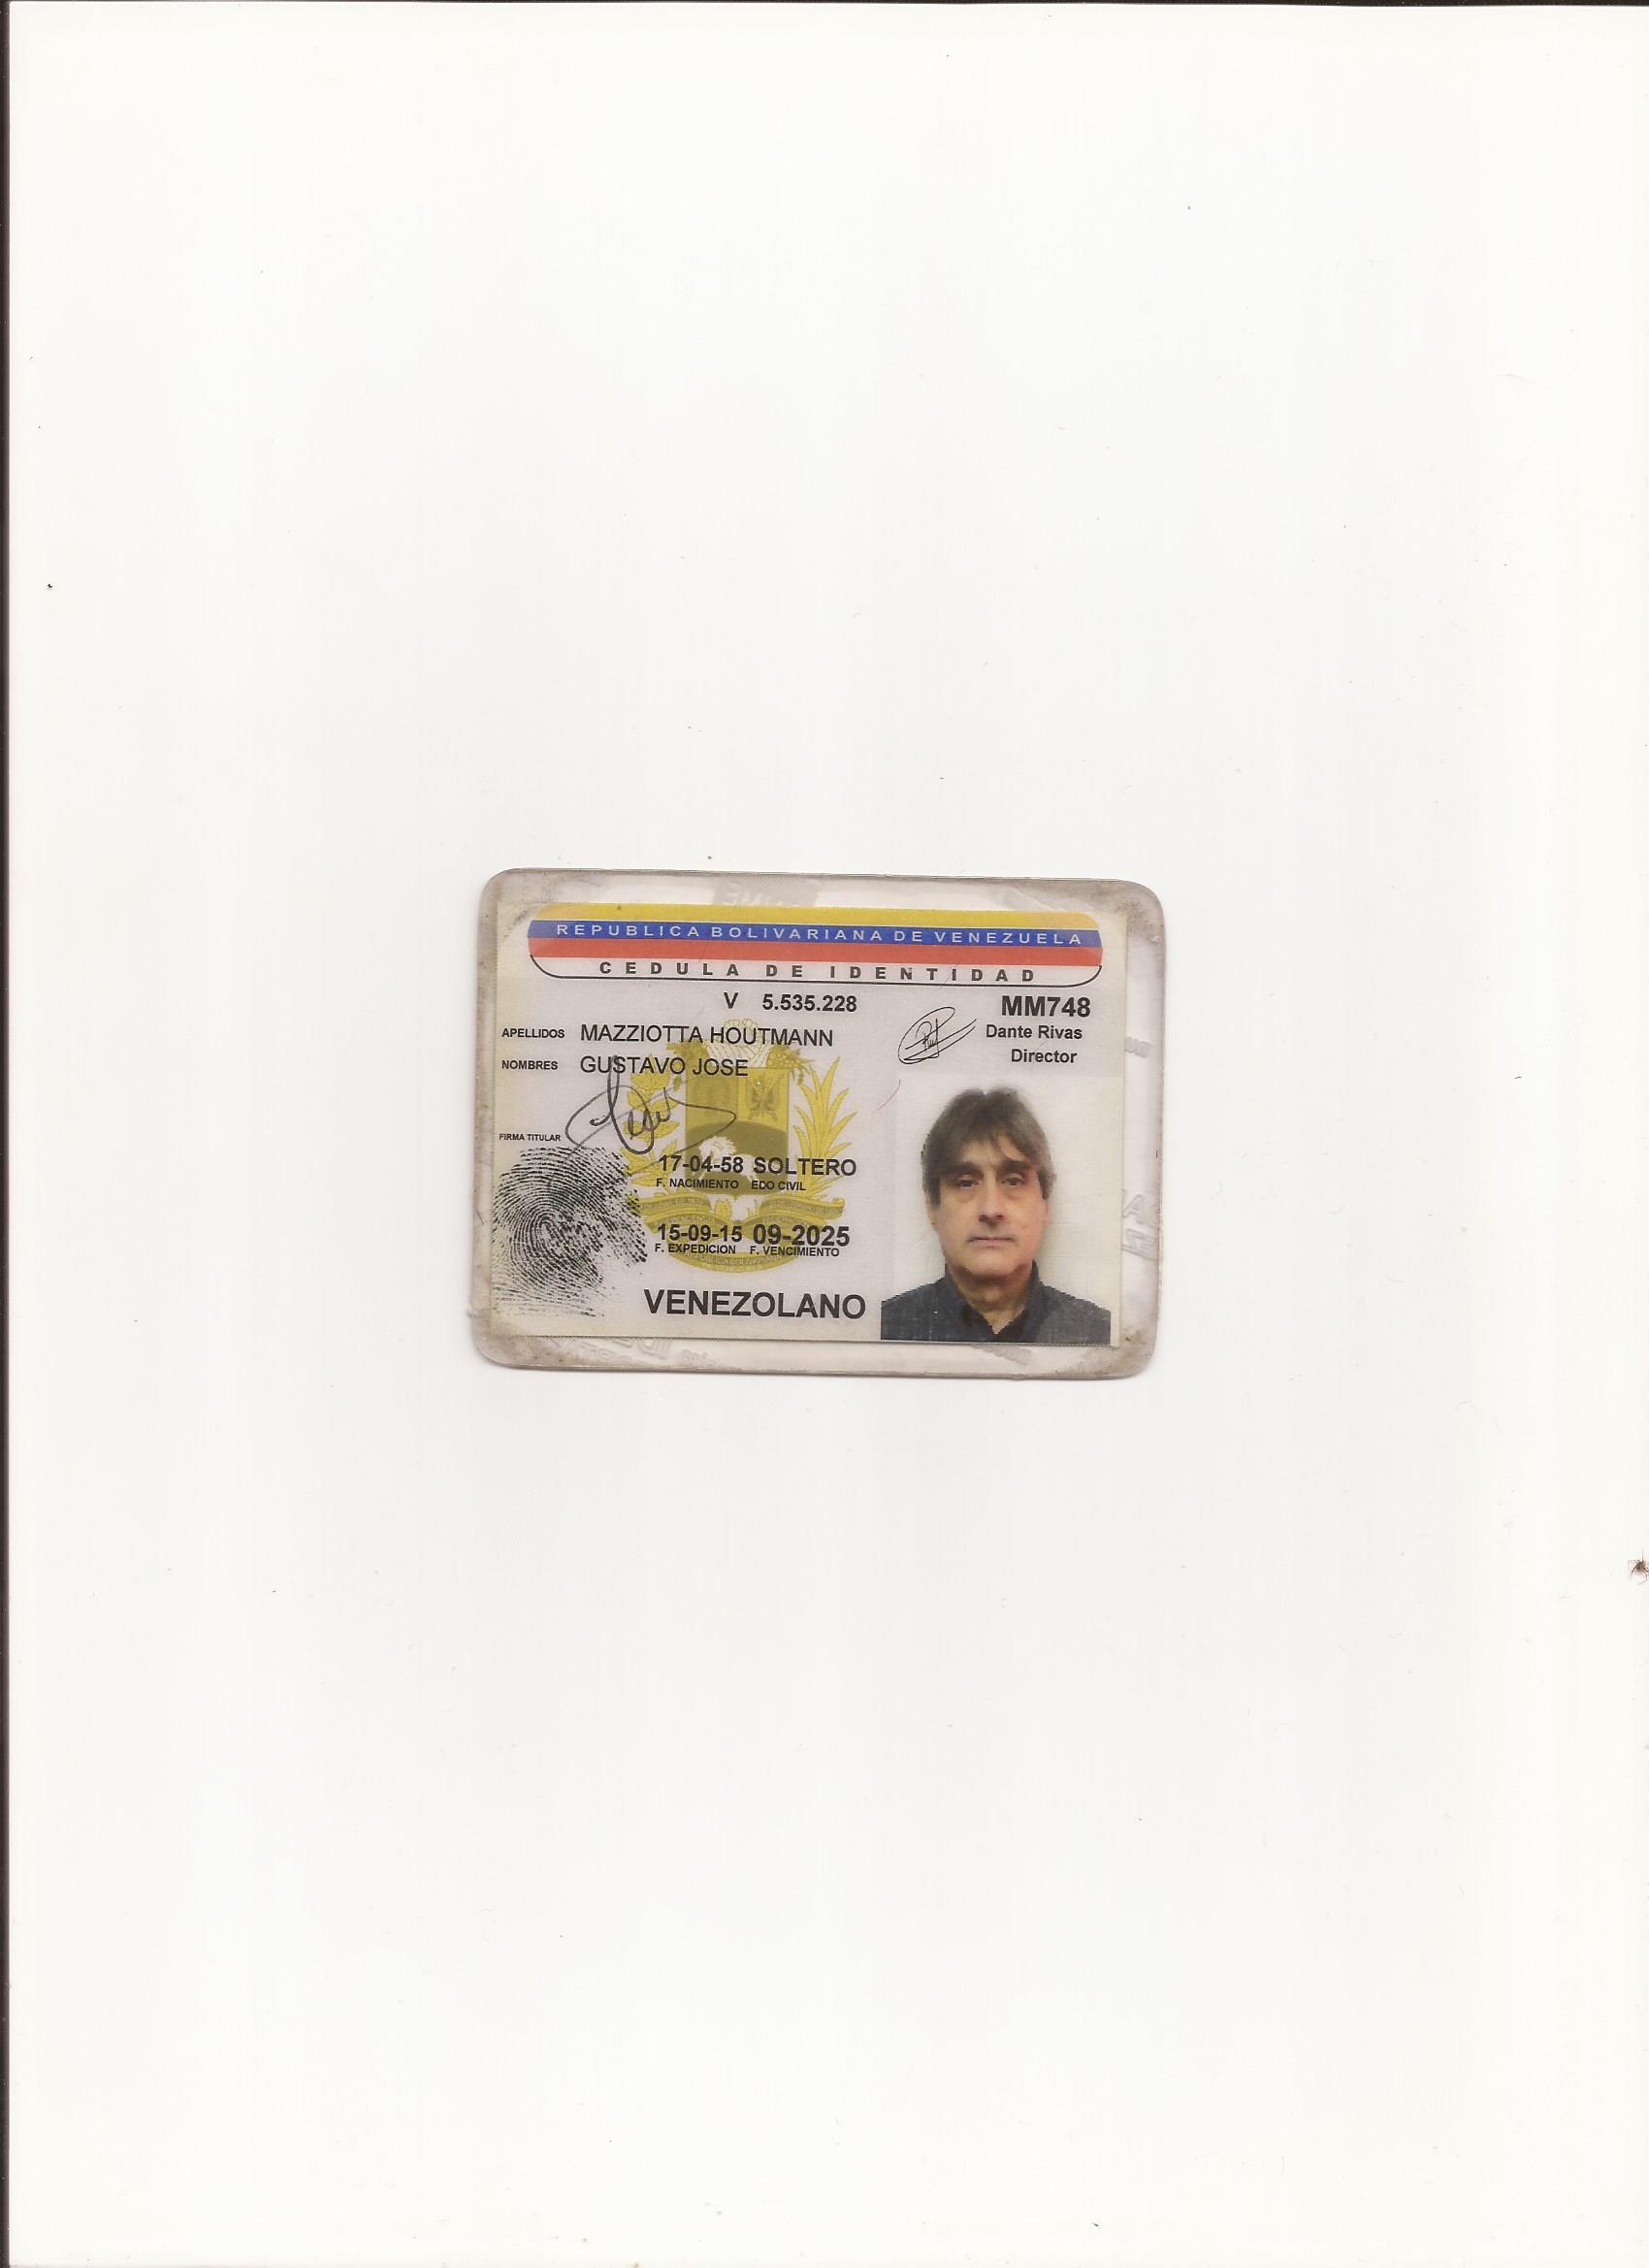 REPUBLICA BOLIVARIANA DE VENEZUELA
CEDULA DE IDENTIDAD
V 5.535.228
MM748
APELLIDOS MAZZIOTTA HOUTMANN
Dante Rivas
Director
NOMBRES GUSTAVO JOSE
FIRMA TITULAR
17-04-58 SOLTERO
F. NACIMIENTO EDO CIVIL
15-09-15 09-2025
F. EXPEDICION F. VENCIMIENTO
VENEZOLANO